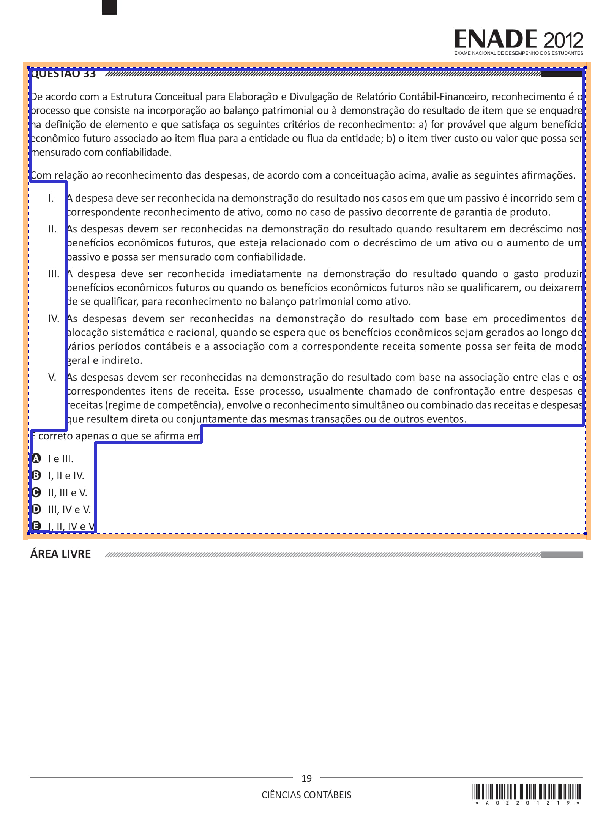 ENADE 2012
EXAME NACIONAL DE DESEMPENHO DOS ESTUDANTES
QUESTÃO 33
De acordo com a Estrutura Conceitual para Elaboração e Divulgação de Relatório Contábil-Financeiro, reconhecimento é o
processo que consiste na incorporação ao balanço patrimonial ou à demonstração do resultado de item que se enquadre
na definição de elemento e que satisfaça os seguintes critérios de reconhecimento: a) for provável que algum benefício
econômico futuro associado ao item flua para a entidade ou flua da entidade; b) o item tiver custo ou valor que possa ser
mensurado com confiabilidade.
Com relação ao reconhecimento das despesas, de acordo com a conceituação acima, avalie as seguintes afirmações.
I. A despesa deve ser reconhecida na demonstração do resultado nos casos em que um passivo é incorrido sem o
correspondente reconhecimento de ativo, como no caso de passivo decorrente de garantia de produto.
II. As despesas devem ser reconhecidas na demonstração do resultado quando resultarem em decréscimo nos
benefícios econômicos futuros, que esteja relacionado com o decréscimo de um ativo ou o aumento de um
passivo e possa ser mensurado com confiabilidade.
III. A despesa deve ser reconhecida imediatamente na demonstração do resultado quando o gasto produzir
benefícios econômicos futuros ou quando os benefícios econômicos futuros não se qualificarem, ou deixarem
de se qualificar, para reconhecimento no balanço patrimonial como ativo.
IV. As despesas devem ser reconhecidas na demonstração do resultado com base em procedimentos de
alocação sistemática e racional, quando se espera que os benefícios econômicos sejam gerados ao longo de
vários períodos contábeis e a associação com a correspondente receita somente possa ser feita de modo
geral e indireto.
V. As despesas devem ser reconhecidas na demonstração do resultado com base na associação entre elas e os
correspondentes itens de receita. Esse processo, usualmente chamado de confrontação entre despesas e
receitas (regime de competência), envolve o reconhecimento simultâneo ou combinado das receitas e despesas
que resultem direta ou conjuntamente das mesmas transações ou de outros eventos.
É correto apenas o que se afirma em
A I e III.
B I, II e IV.
C II, III e V.
D III, IV e V.
E I, II, IV e V.
ÁREA LIVRE
19
CIÊNCIAS CONTÁBEIS
*A0220121 9*